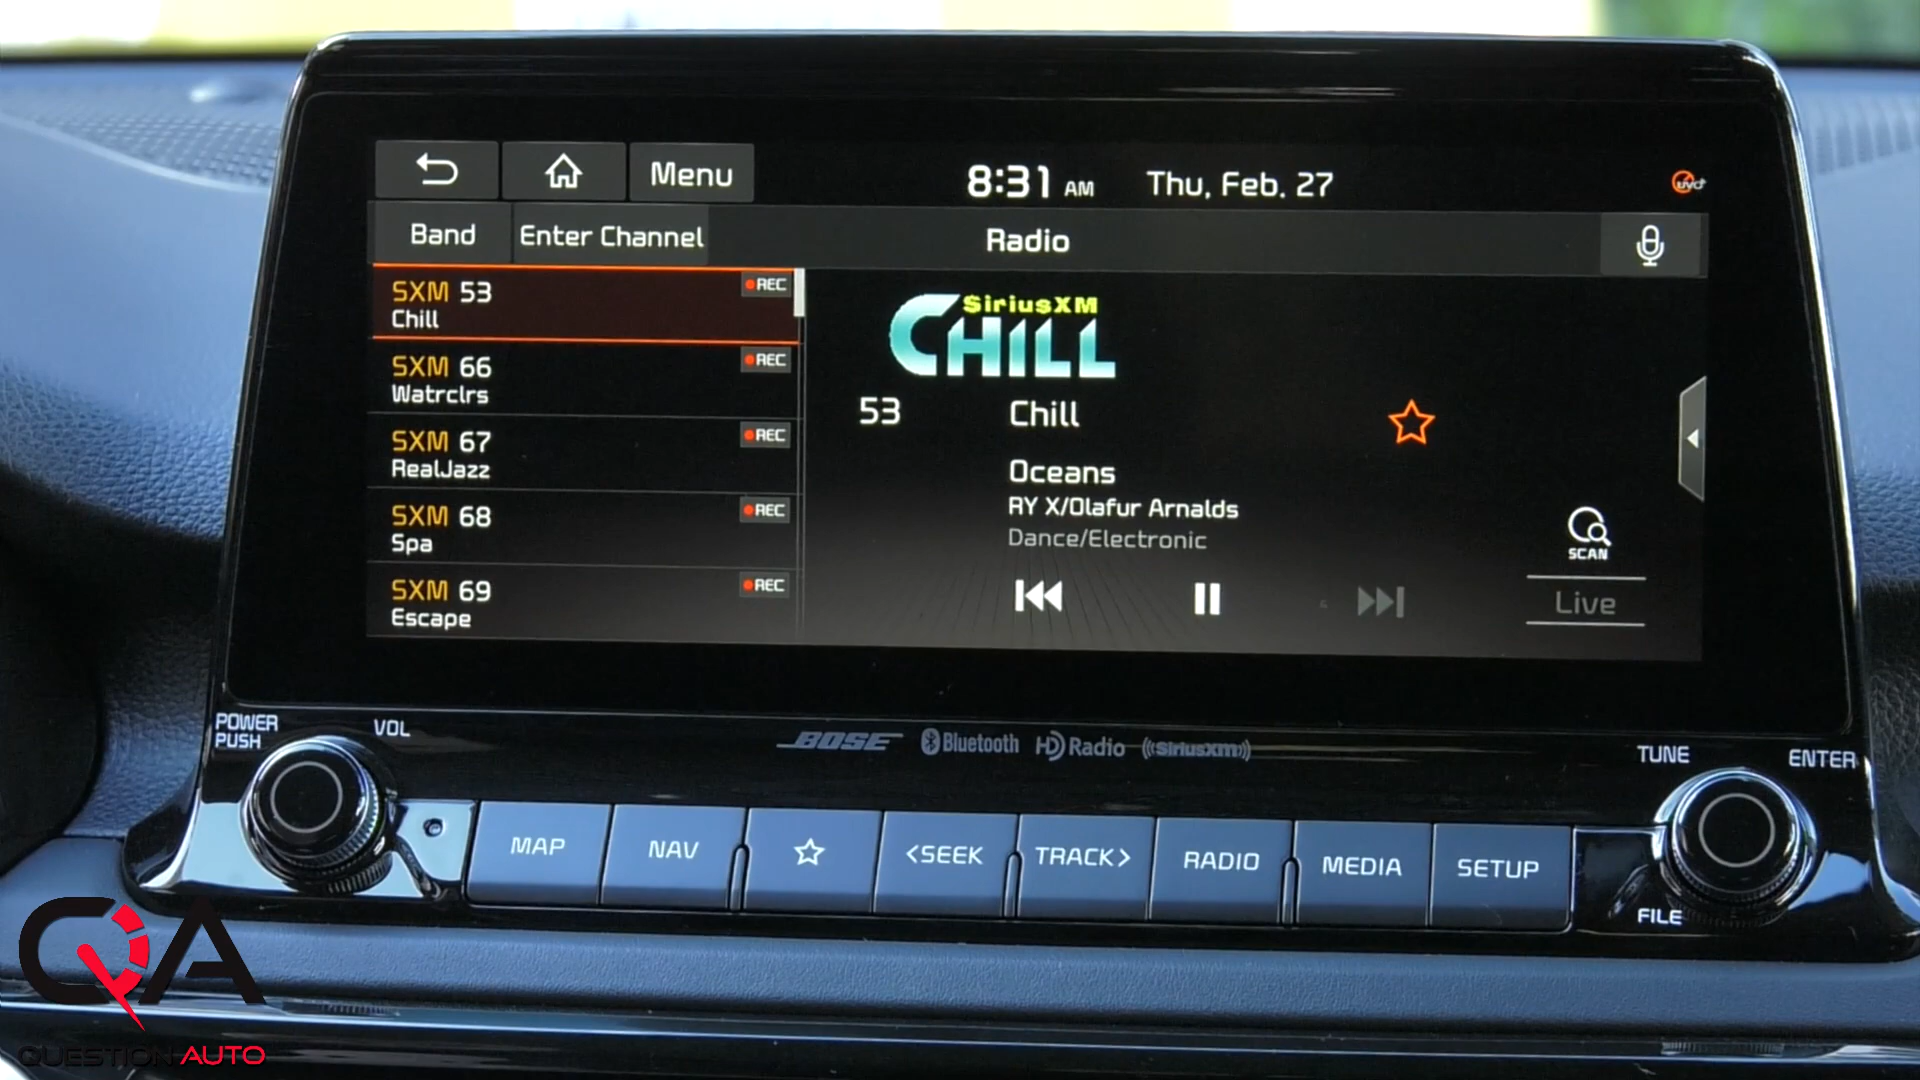 Menu
8:31 AM
Thu, Feb. 27
uvo
Band
Enter Channel
Radio
SXM 53
REC
Chill
SXM 66
REC
Watrclrs
SXM 67
REC
RealJazz
SXM 68
REC
Spa
SXM 69
REC
Escape
SiriusXM
CHILL
53
Chill
Oceans
RY X/Olafur Arnalds
Dance/Electronic
SCAN
Live
POWER
PUSH
VOL
BOSE
Bluetooth
HD Radio
((SiriusXM))
TUNE
ENTER
MAP
NAV
<SEEK
TRACK>
RADIO
MEDIA
SETUP
FILE
QA
QUESTION AUTO